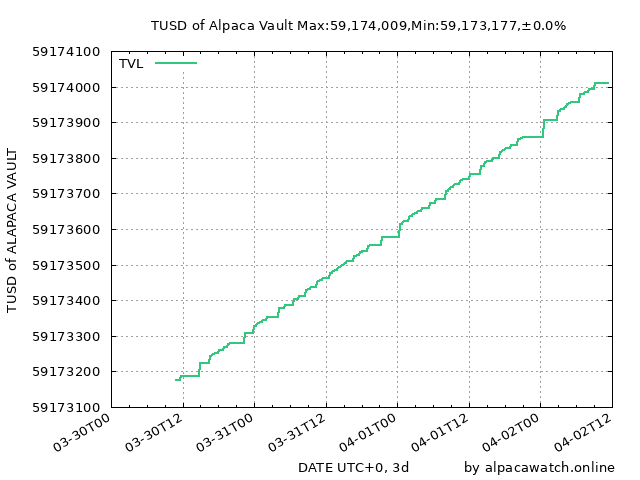 TUSD of Alpaca Vault Max:59,174,009,Min:59,173,177,±0.0%
TVL
TUSD of ALAPACA VAULT
59174100
59174000
59173900
59173800
59173700
59173600
59173500
59173400
59173300
59173200
59173100
03-30T00
03-30T12
03-31T00
03-31T12
04-01T00
04-01T12
04-02T00
04-02T12
DATE UTC+0, 3d
by alpacawatch.online